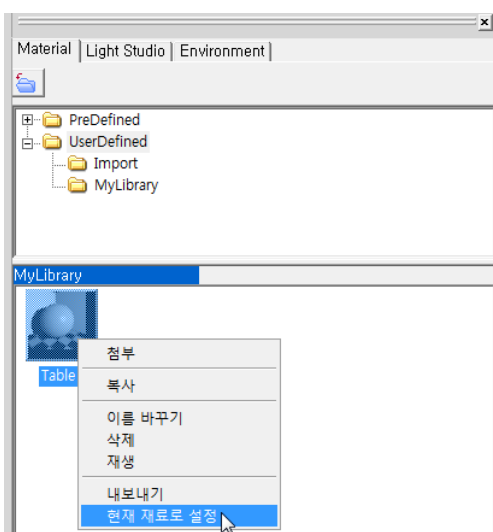 Material
Light Studio
Environment
PreDefined
UserDefined
Import
MyLibrary
MyLibrary
Table
첨부
복사
이름 바꾸기
삭제
재생
내보내기
현재 재료로 설정